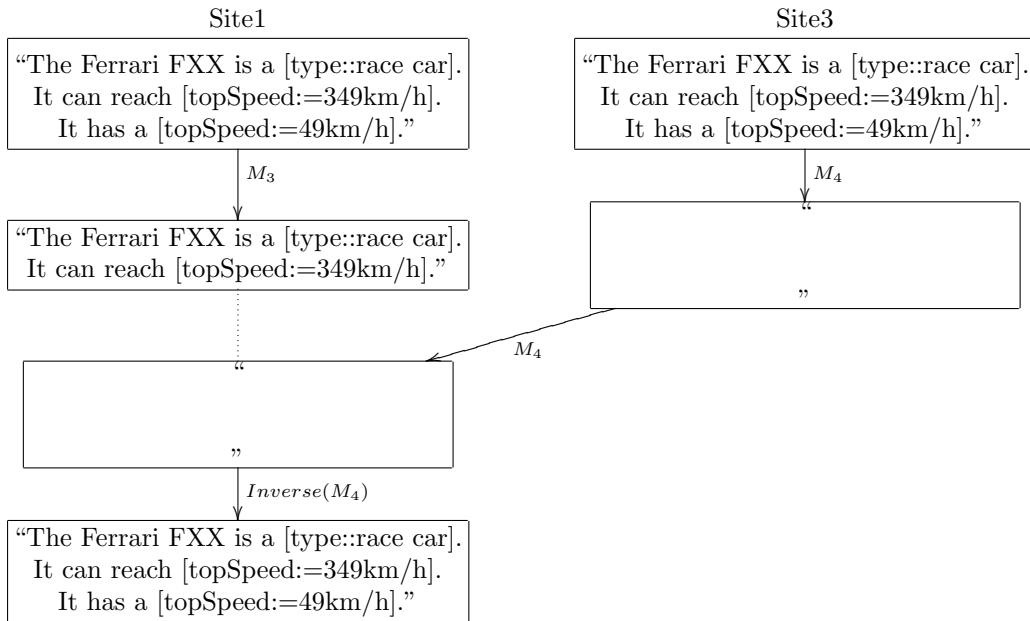 Site1
Site3
“The Ferrari FXX is a [type::race car].
It can reach [topSpeed:=349km/h].
It has a [topSpeed:=49km/h].”
“The Ferrari FXX is a [type::race car].
It can reach [topSpeed:=349km/h].
It has a [topSpeed:=49km/h].”
M3
M4
“The Ferrari FXX is a [type::race car].
It can reach [topSpeed:=349km/h].”
“
”
M4
“
”
Inverse(M4)
“The Ferrari FXX is a [type::race car].
It can reach [topSpeed:=349km/h].
It has a [topSpeed:=49km/h].”